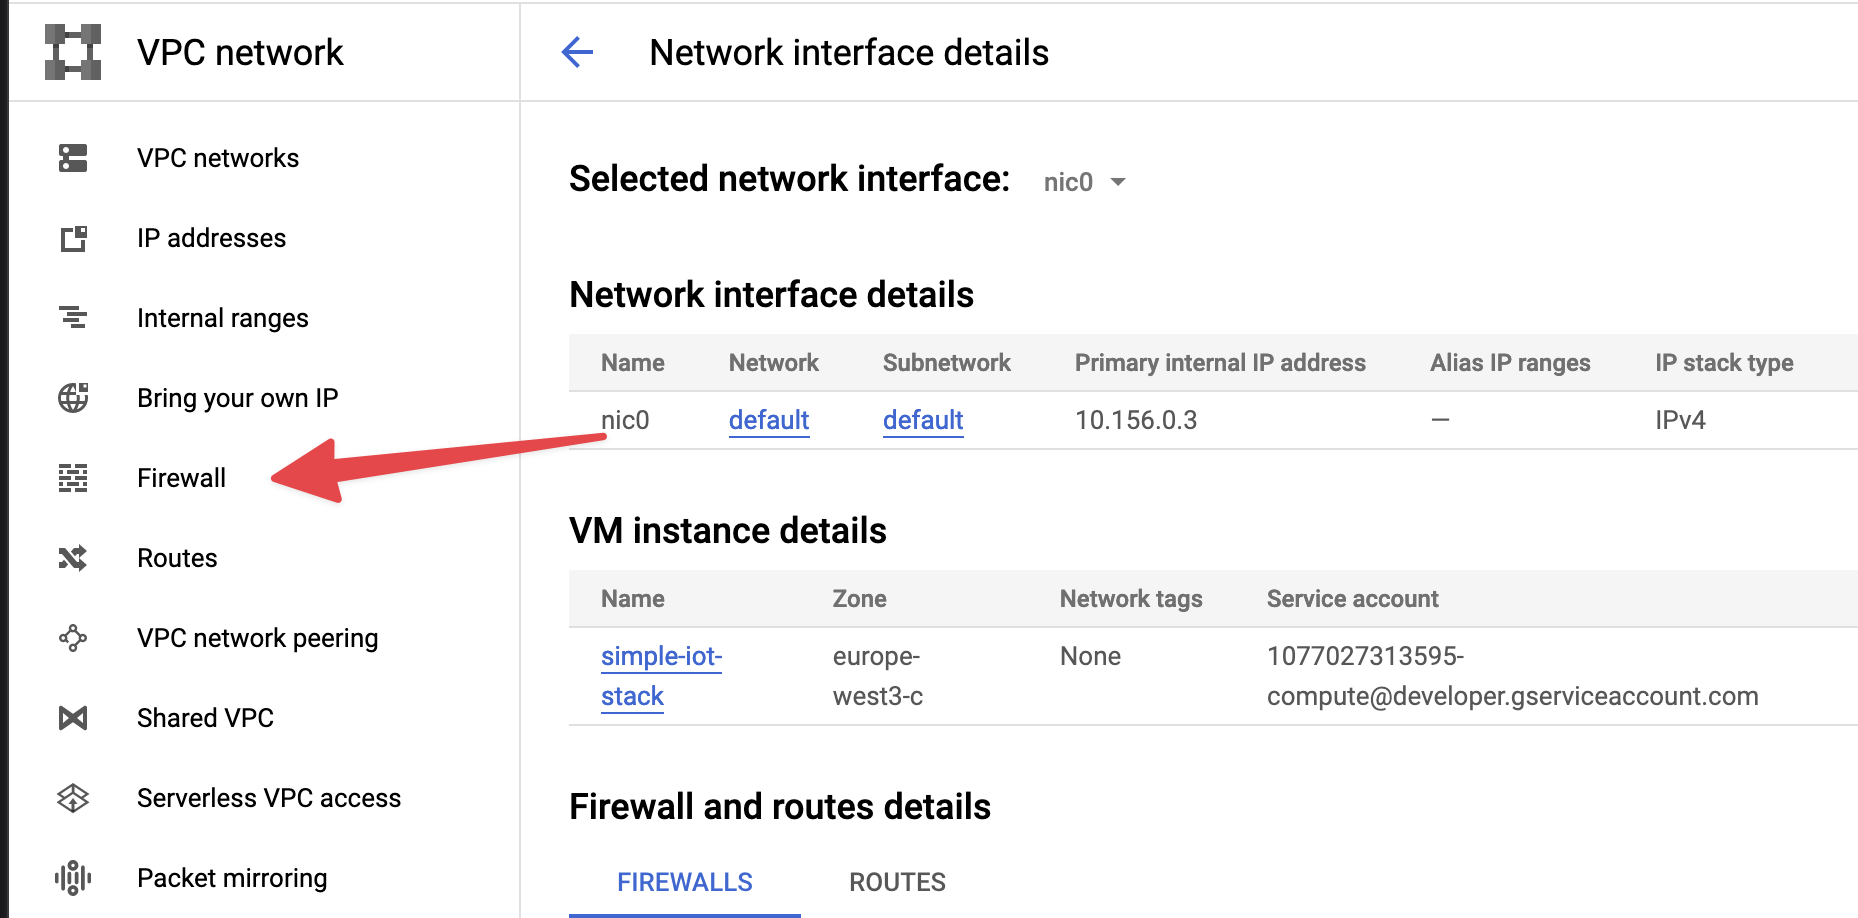 VPC network
Network interface details
VPC networks
IP addresses
Internal ranges
Bring your own IP
Firewall
Routes
VPC network peering
Shared VPC
Serverless VPC access
Packet mirroring
Selected network interface: nic0
Network interface details
Name Network Subnetwork Primary internal IP address Alias IP ranges IP stack type
nic0 default default 10.156.0.3 — IPv4
VM instance details
Name Zone Network tags Service account
simple-iot- europe- None 1077027313595-
stack west3-c compute@developer.gserviceaccount.com
Firewall and routes details
FIREWALLS ROUTES